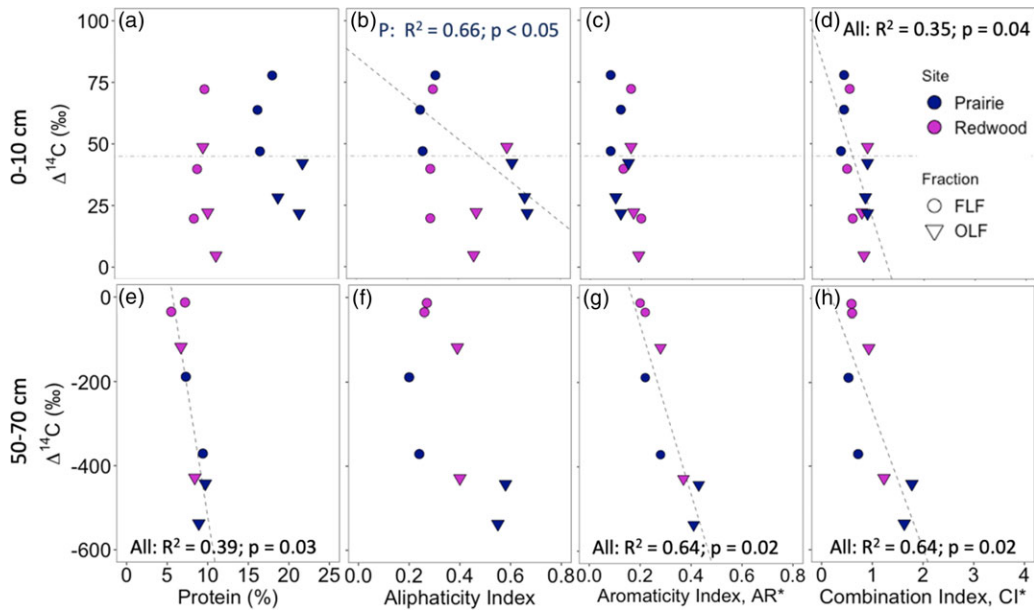 (a) (b) (c) (d)
P: R² = 0.66; p < 0.05
All: R² = 0.35; p = 0.04
Site
Prairie
Redwood
Fraction
FLF
OLF
0-10 cm
Δ ¹⁴C (‰)
100
75
50
25
0
(e) (f) (g) (h)
50-70 cm
Δ ¹⁴C (‰)
0
-200
-400
-600
All: R² = 0.39; p = 0.03
All: R² = 0.64; p = 0.02
All: R² = 0.64; p = 0.02
0 5 10 15 20 25
0.0 0.2 0.4 0.6 0.8
0.0 0.2 0.4 0.6 0.8
0 1 2 3 4
Protein (%)
Aliphaticity Index
Aromaticity Index, AR*
Combination Index, CI*